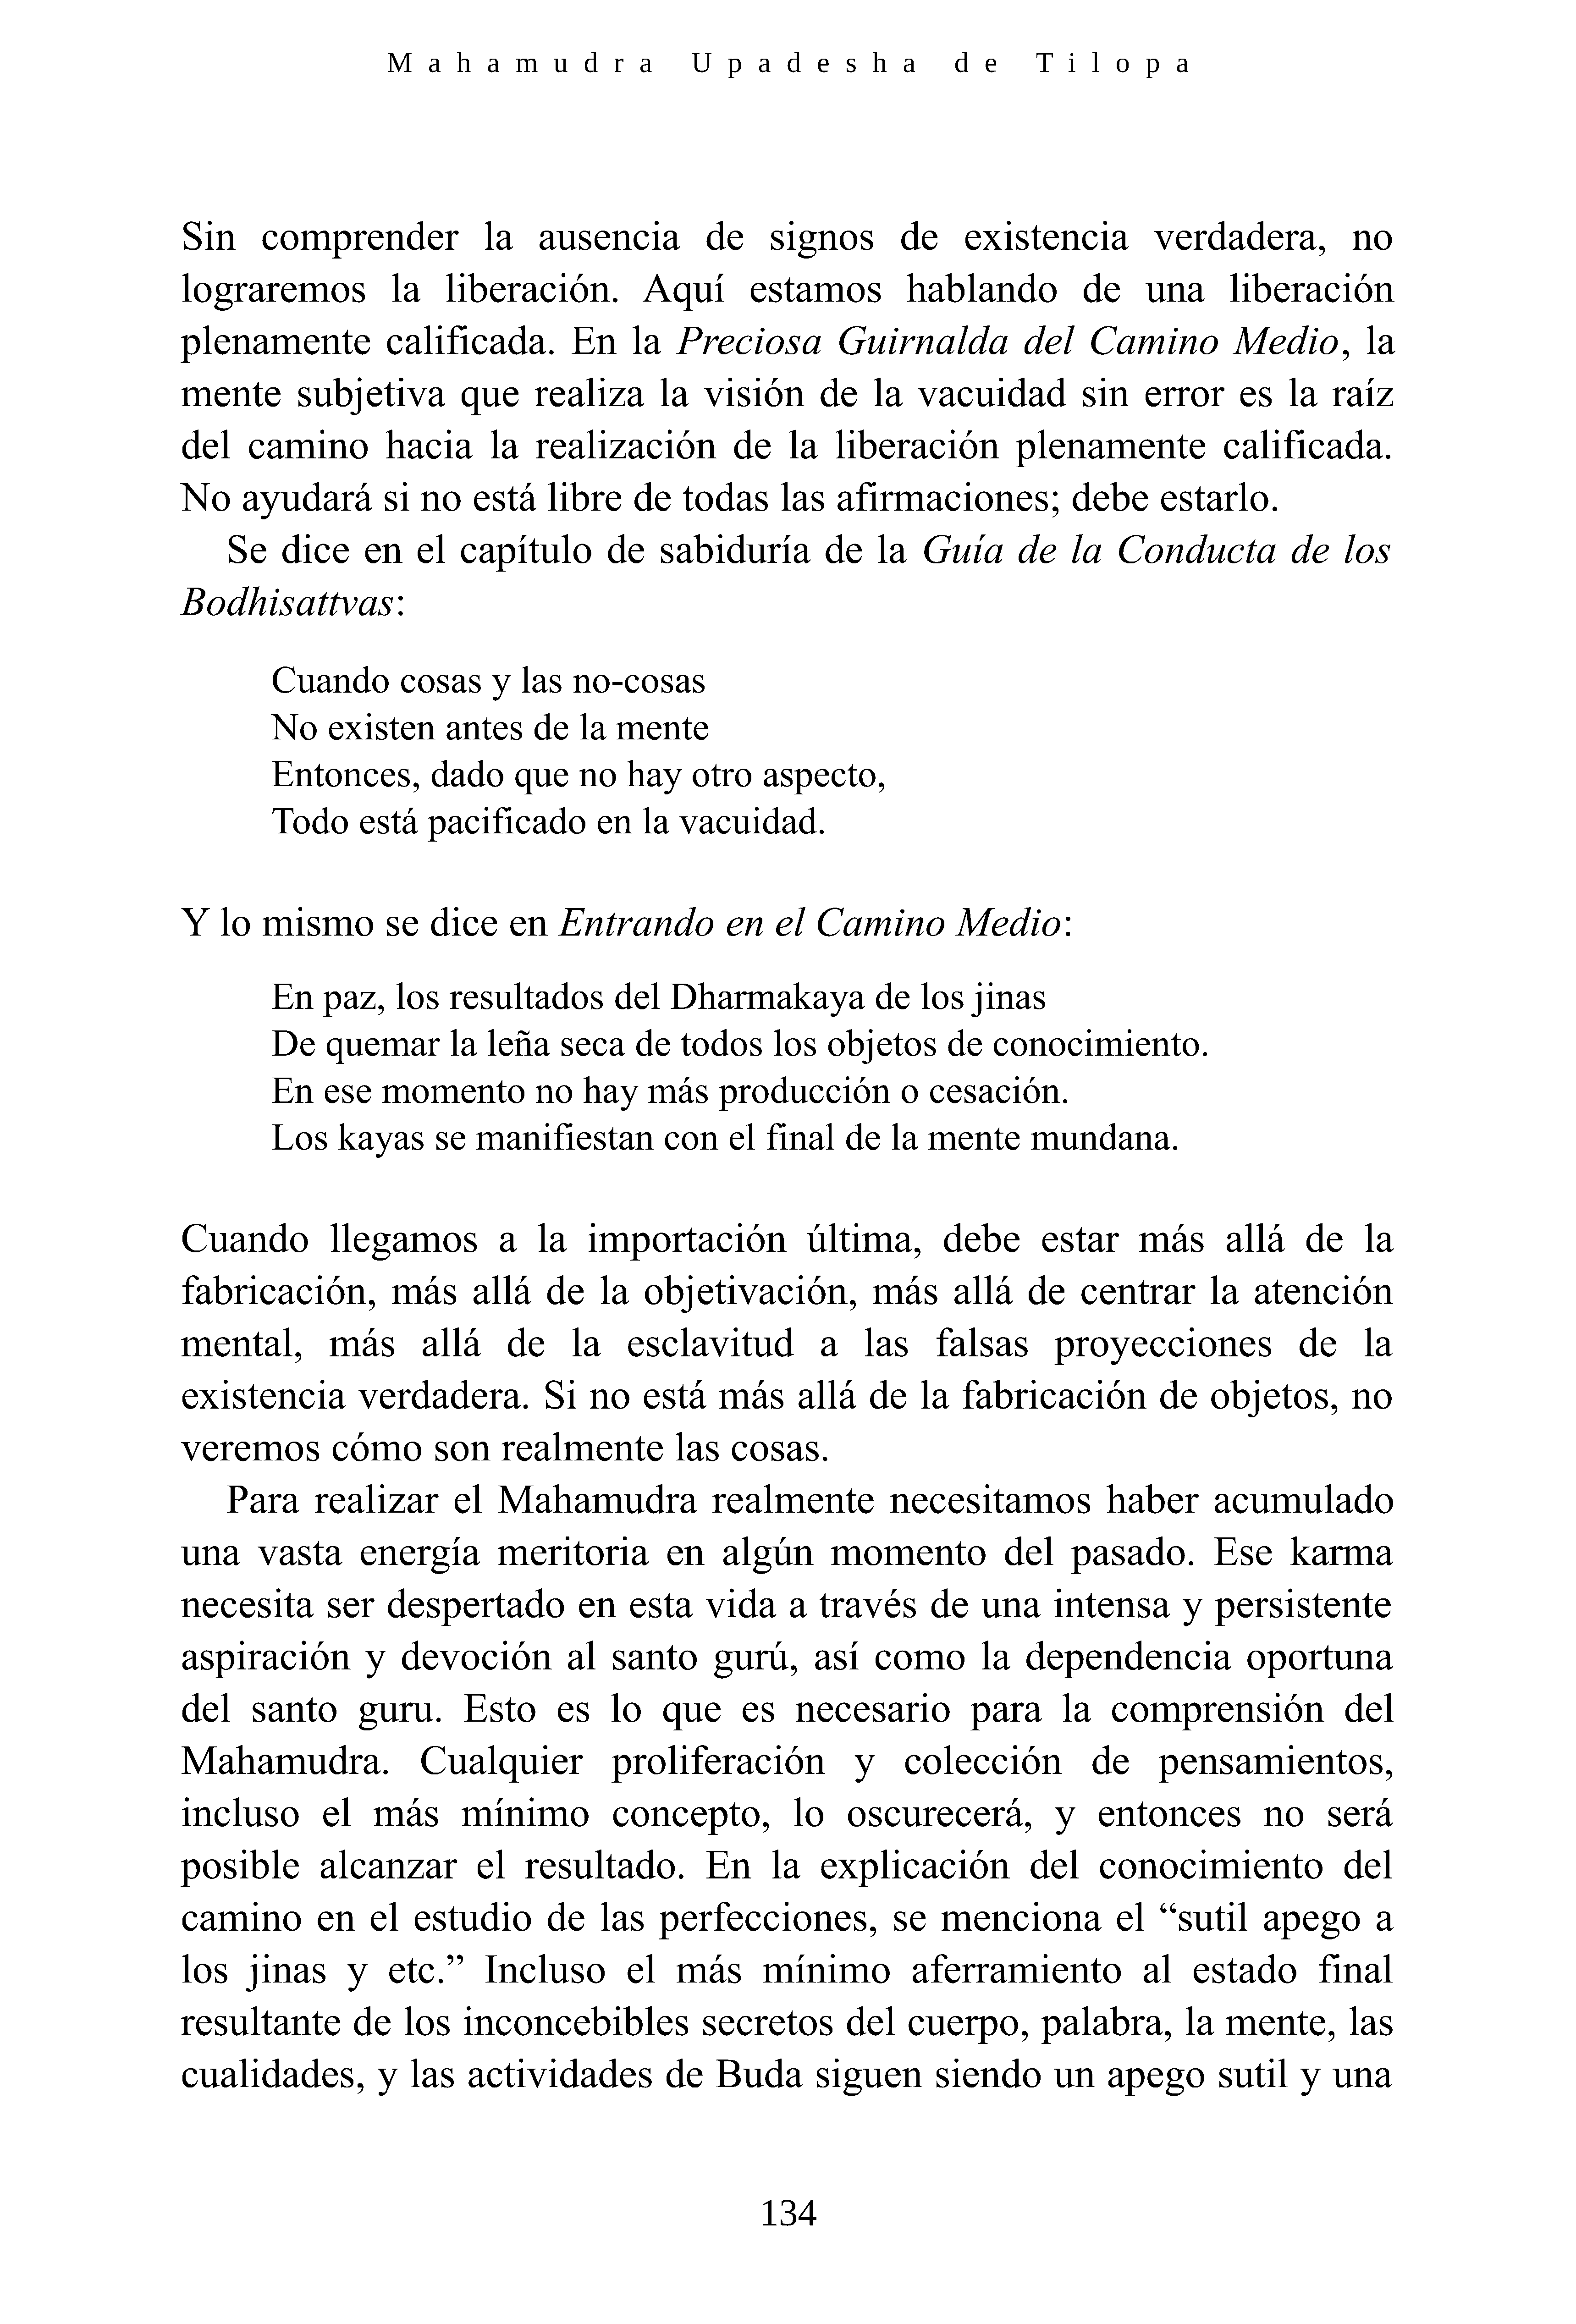 Mahamudra Upadesha de Tilopa
Sin comprender la ausencia de signos de existencia verdadera, no
lograremos la liberación. Aquí estamos hablando de una liberación
plenamente calificada. En la Preciosa Guirnalda del Camino Medio, la
mente subjetiva que realiza la visión de la vacuidad sin error es la raíz
del camino hacia la realización de la liberación plenamente calificada.
No ayudará si no está libre de todas las afirmaciones; debe estarlo.
Se dice en el capítulo de sabiduría de la Guía de la Conducta de los
Bodhisattvas:
Cuando cosas y las no-cosas
No existen antes de la mente
Entonces, dado que no hay otro aspecto,
Todo está pacificado en la vacuidad.
Y lo mismo se dice en Entrando en el Camino Medio:
En paz, los resultados del Dharmakaya de los jinas
De quemar la leña seca de todos los objetos de conocimiento.
En ese momento no hay más producción o cesación.
Los kayas se manifiestan con el final de la mente mundana.
Cuando llegamos a la importación última, debe estar más allá de la
fabricación, más allá de la objetivación, más allá de centrar la atención
mental, más allá de la esclavitud a las falsas proyecciones de la
existencia verdadera. Si no está más allá de la fabricación de objetos, no
veremos cómo son realmente las cosas.
Para realizar el Mahamudra realmente necesitamos haber acumulado
una vasta energía meritoria en algún momento del pasado. Ese karma
necesita ser despertado en esta vida a través de una intensa y persistente
aspiración y devoción al santo gurú, así como la dependencia oportuna
del santo guru. Esto es lo que es necesario para la comprensión del
Mahamudra. Cualquier proliferación y colección de pensamientos,
incluso el más mínimo concepto, lo oscurecerá, y entonces no será
posible alcanzar el resultado. En la explicación del conocimiento del
camino en el estudio de las perfecciones, se menciona el “sutil apego a
los jinas y etc.” Incluso el más mínimo aferramiento al estado final
resultante de los inconcebibles secretos del cuerpo, palabra, la mente, las
cualidades, y las actividades de Buda siguen siendo un apego sutil y una
134